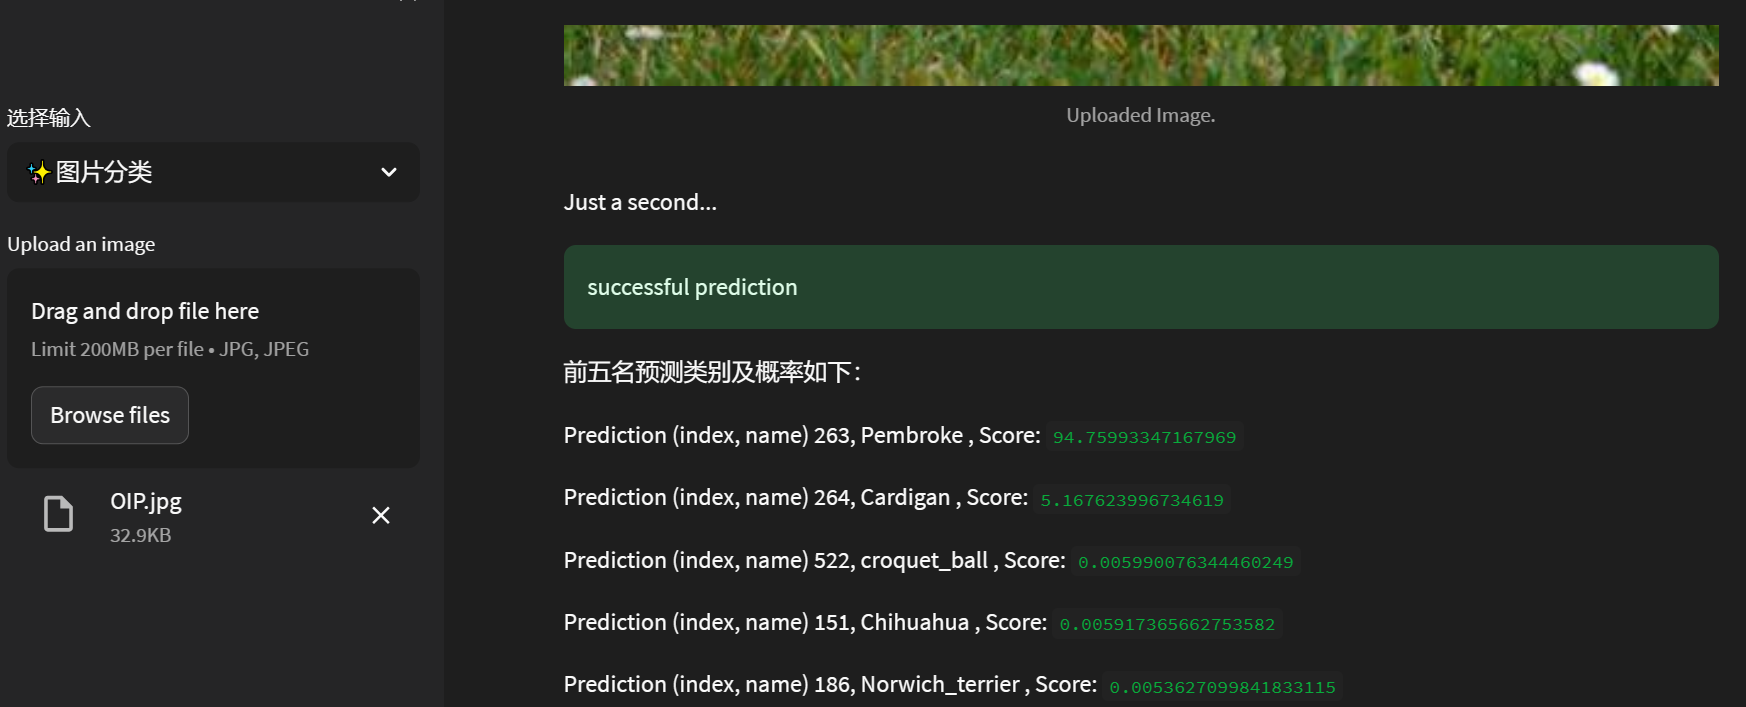 选择输入
✨图片分类
Upload an image
Drag and drop file here
Limit 200MB per file • JPG, JPEG
Browse files
OIP.jpg
32.9KB
Uploaded Image.
Just a second...
successful prediction
前五名预测类别及概率如下：
Prediction (index, name) 263, Pembroke , Score: 94.75993347167969
Prediction (index, name) 264, Cardigan , Score: 5.167623996734619
Prediction (index, name) 522, croquet_ball , Score: 0.005990076344460249
Prediction (index, name) 151, Chihuahua , Score: 0.005917365662753582
Prediction (index, name) 186, Norwich_terrier , Score: 0.0053627099841833115